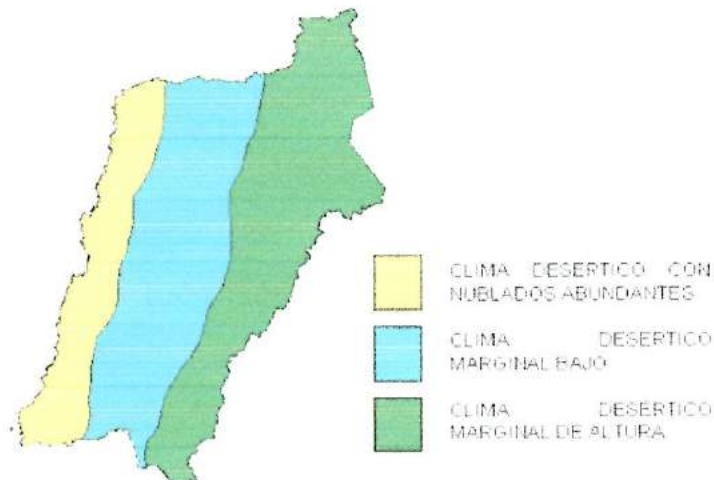 CLIMA DESERTICO CON
NUBLADOS ABUNDANTES
CLIMA DESERTICO
MARGINAL BAJO
CLIMA DESERTICO
MARGINAL DE ALTURA